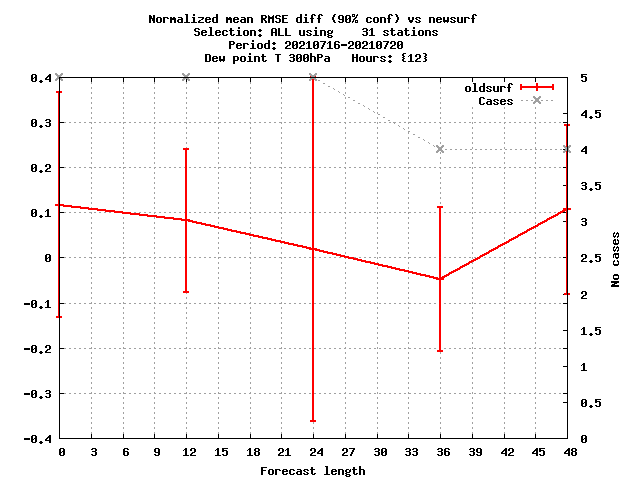 Normalized mean RMSE diff (90% conf) vs newsurf
Selection: ALL using    31 stations
Period: 20210716-20210720
Dew point T 300hPa   Hours: {12}
oldsurf
Cases
0.4
0.3
0.2
0.1
0
-0.1
-0.2
-0.3
-0.4
5
4.5
4
3.5
3
2.5
2
1.5
1
0.5
0
No cases
0 3 6 9 12 15 18 21 24 27 30 33 36 39 42 45 48
Forecast length